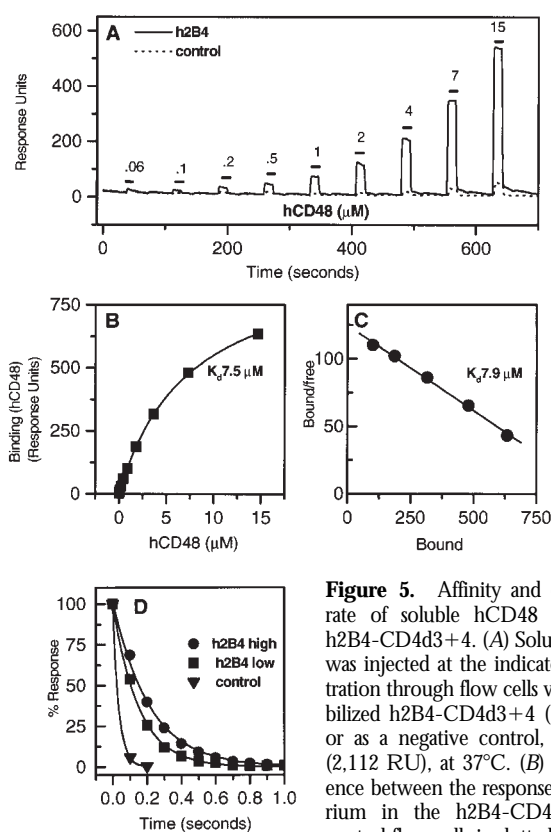 A
h2B4
control
15
7
4
2
1
.5
.2
.1
.06
600
400
200
0
Response Units
hCD48 (µM)
0 200 400 600
Time (seconds)
B
750
500
250
0
Binding (hCD48)
(Response Units)
Kd7.5 µM
0 5 10 15
hCD48 (µM)
C
100
50
0
Bound/free
Kd7.9 µM
0 250 500 750
Bound
D
100
75
50
25
0
% Response
h2B4 high
h2B4 low
control
0.0 0.2 0.4 0.6 0.8 1.0
Time (seconds)
Figure 5. Affinity and
rate of soluble hCD48
h2B4-CD4d3+4. (A) Solu
was injected at the indicate
tration through flow cells v
bilized h2B4-CD4d3+4 (
or as a negative control,
(2,112 RU), at 37°C. (B)
ence between the response
rium in the h2B4-CD4